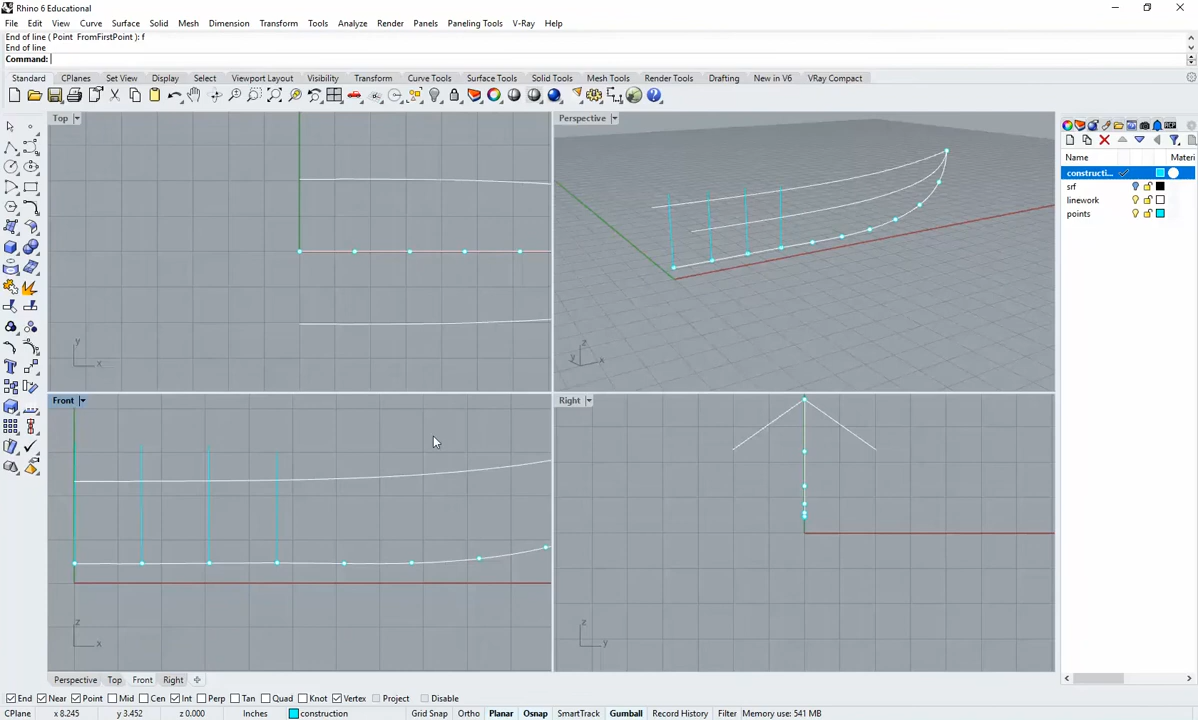 Rhino 6 Educational
File Edit View Curve Surface Solid Mesh Dimension Transform Tools Analyze Render Panels Paneling Tools V-Ray Help
End of line ( Point FromFirstPoint ): f
End of line
Command:
Standard CPlanes Set View Display Select Viewport Layout Visibility Transform Curve Tools Surface Tools Solid Tools Mesh Tools Render Tools Drafting New in V6 VRay Compact
Top
Perspective
Name Materi
constructi...
srf
linework
points
y
x
z
y
x
Front
Right
z
x
z
y
Perspective Top Front Right
End Near Point Mid Cen Int Perp Tan Quad Knot Vertex Project Disable
CPlane x 8.245 y 3.452 z 0.000 Inches construction Grid Snap Ortho Planar Osnap SmartTrack Gumball Record History Filter Memory use: 541 MB